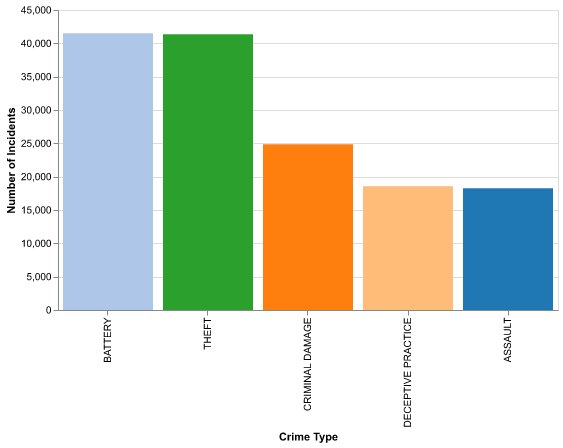 45,000
40,000
35,000
30,000
25,000
20,000
15,000
10,000
5,000
0
Number of Incidents
BATTERY
THEFT
CRIMINAL DAMAGE
DECEPTIVE PRACTICE
ASSAULT
Crime Type